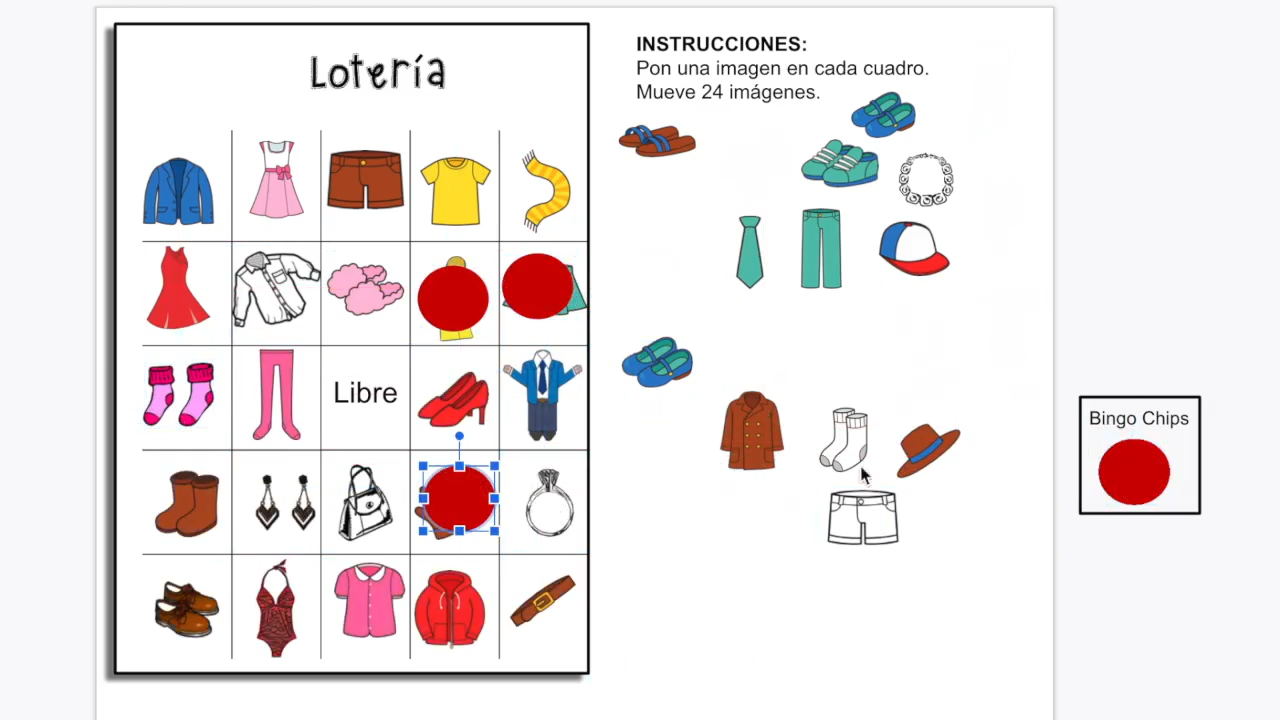 Lotería
INSTRUCCIONES:
Pon una imagen en cada cuadro.
Mueve 24 imágenes.
Libre
Bingo Chips